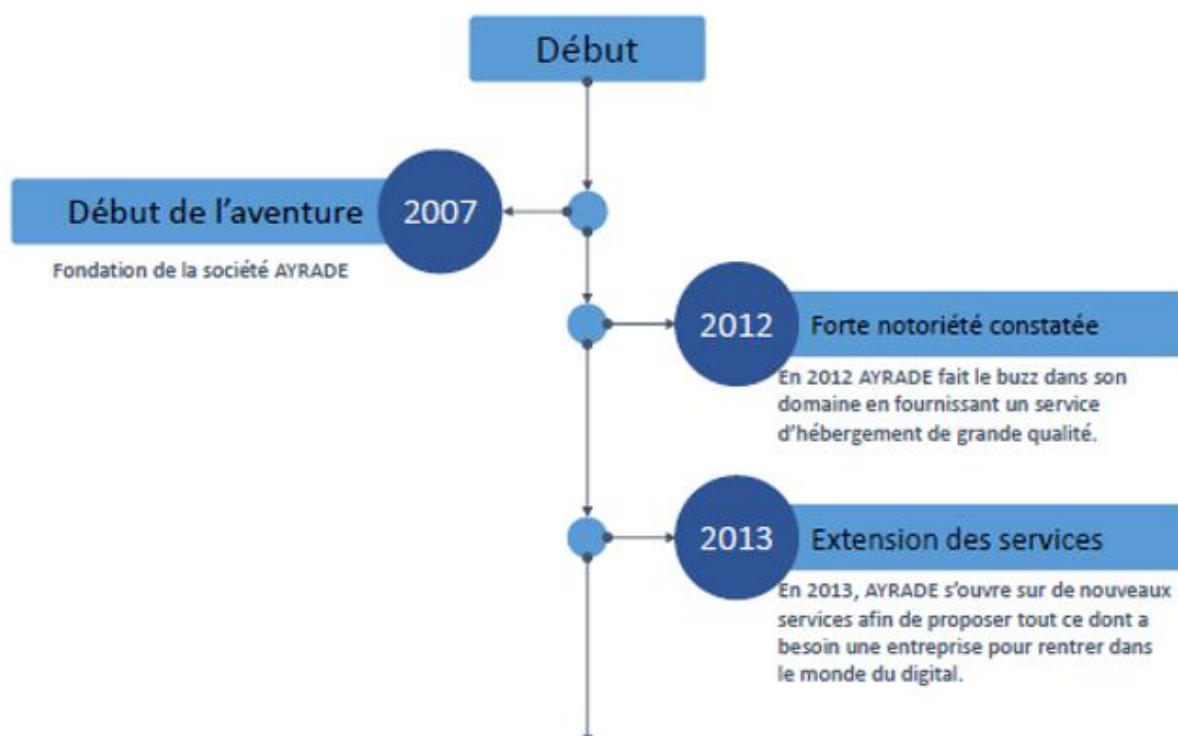 Début
Début de l'aventure
2007
Fondation de la société AYRADE
2012
Forte notoriété constatée
En 2012 AYRADE fait le buzz dans son
domaine en fournissant un service
d'hébergement de grande qualité.
2013
Extension des services
En 2013, AYRADE s'ouvre sur de nouveaux
services afin de proposer tout ce dont a
besoin une entreprise pour rentrer dans
le monde du digital.